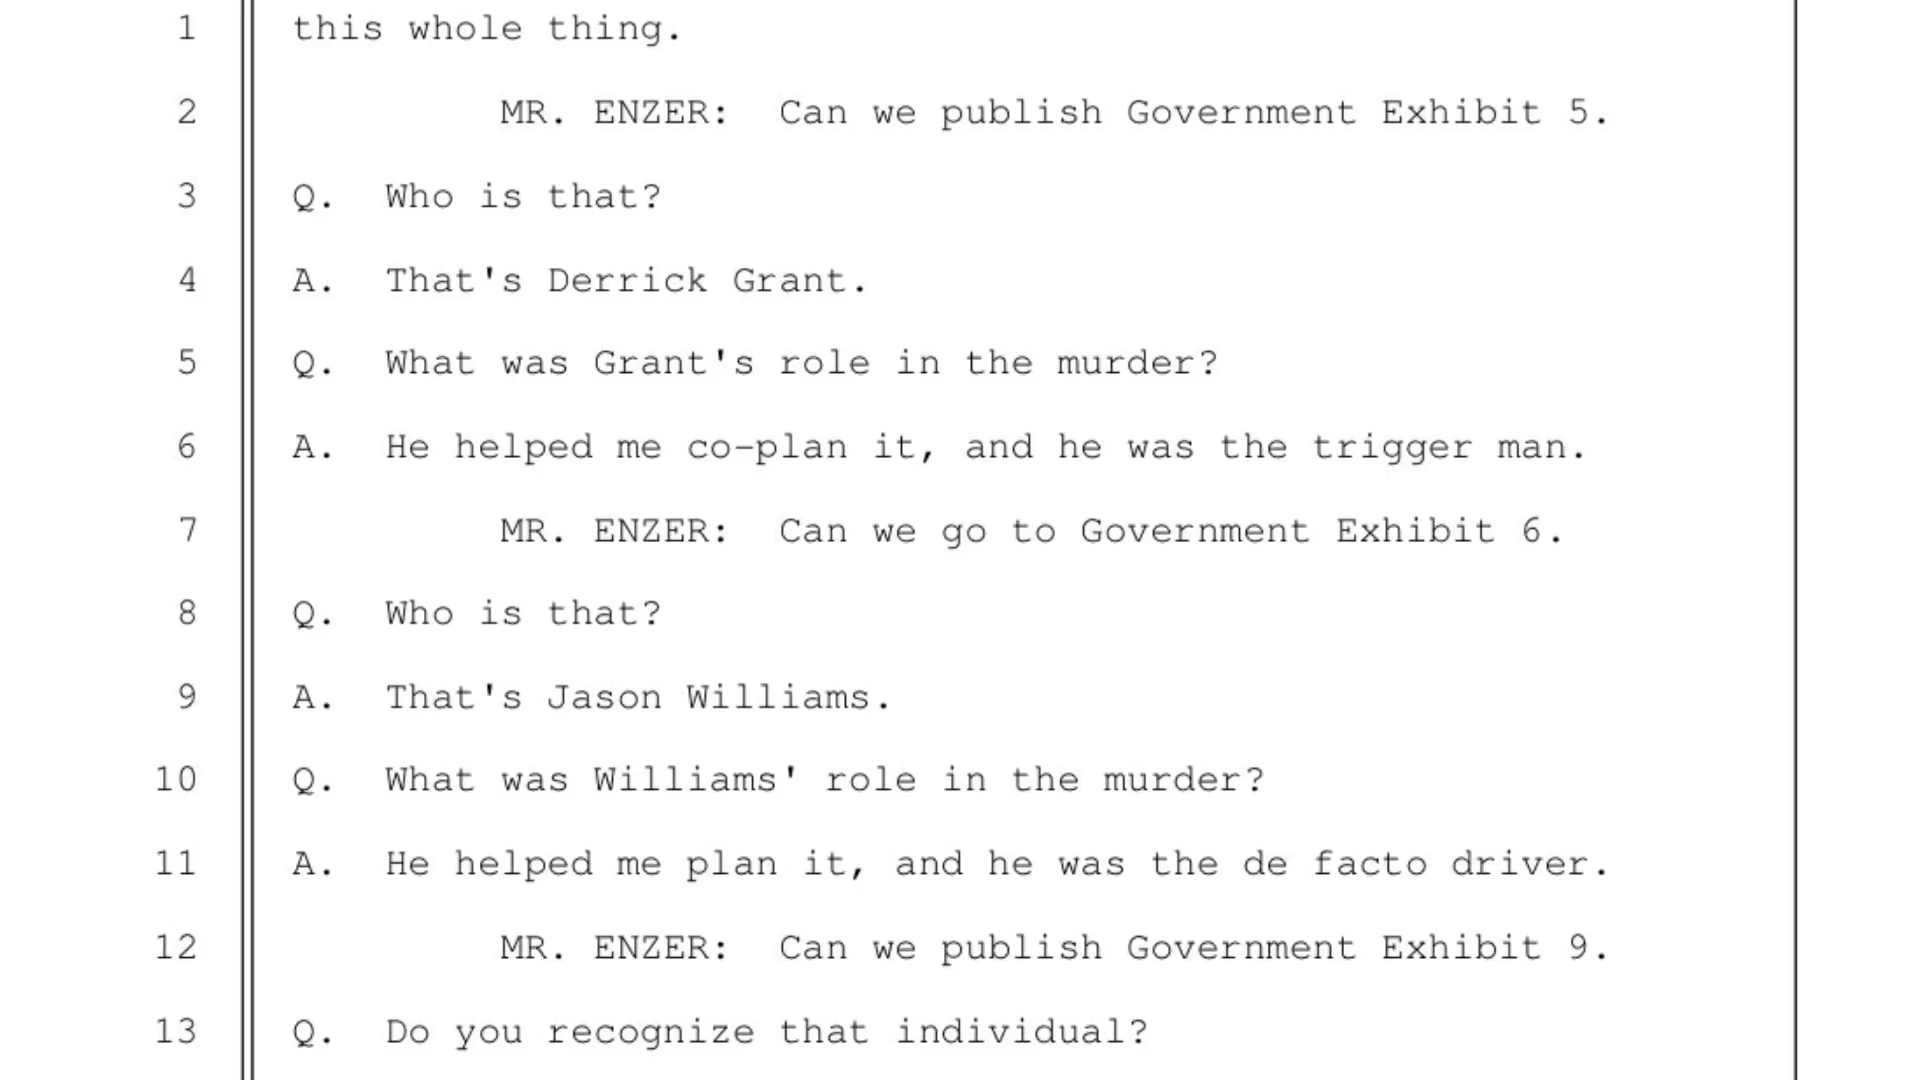 1 this whole thing.
2 MR. ENZER: Can we publish Government Exhibit 5.
3 Q. Who is that?
4 A. That's Derrick Grant.
5 Q. What was Grant's role in the murder?
6 A. He helped me co-plan it, and he was the trigger man.
7 MR. ENZER: Can we go to Government Exhibit 6.
8 Q. Who is that?
9 A. That's Jason Williams.
10 Q. What was Williams' role in the murder?
11 A. He helped me plan it, and he was the de facto driver.
12 MR. ENZER: Can we publish Government Exhibit 9.
13 Q. Do you recognize that individual?